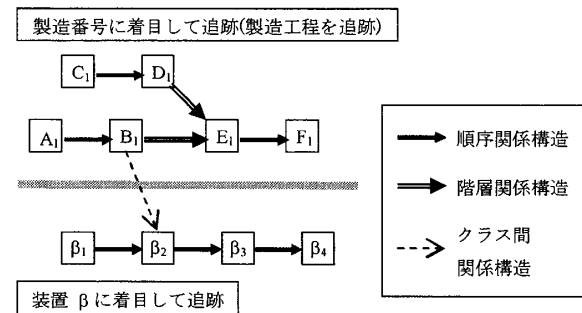 製造番号に着目して追跡(製造工程を追跡)
C₁ D₁
A₁ B₁ E₁ F₁
β₁ β₂ β₃ β₄
装置 βに着目して追跡
順序関係構造
階層関係構造
クラス間
関係構造